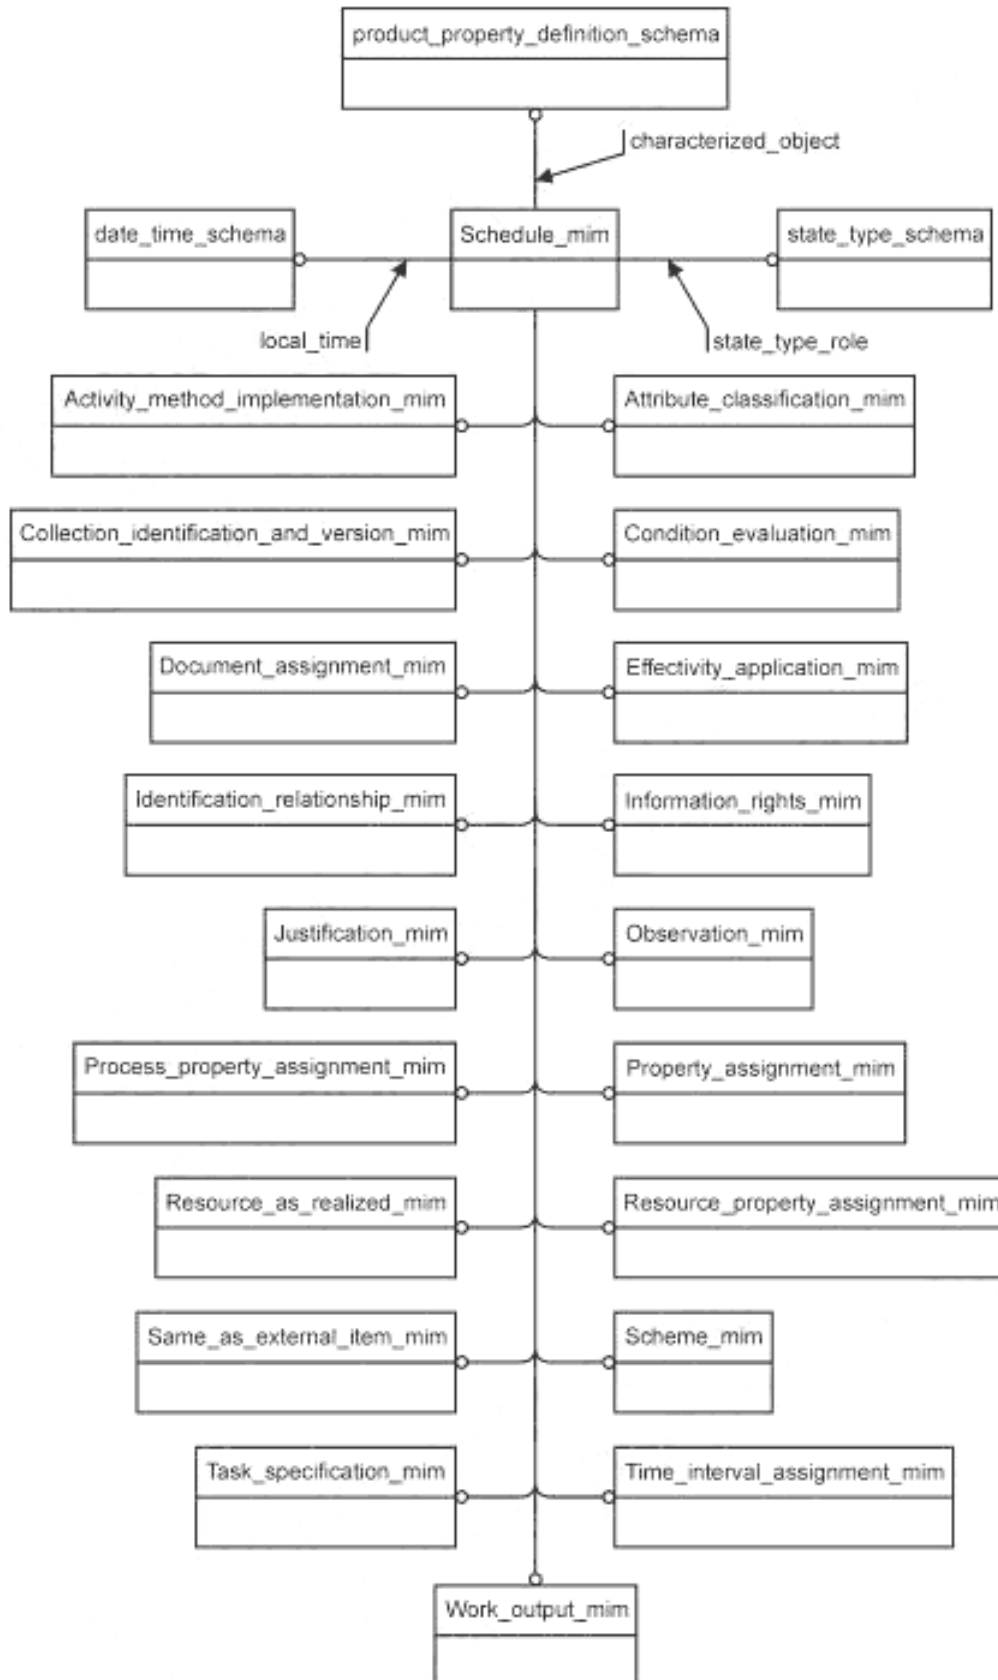 product_property_definition_schema
characterized_object
date_time_schema
Schedule_mim
state_type_schema
local_time
state_type_role
Activity_method_implementation_mim
Attribute_classification_mim
Collection_identification_and_version_mim
Condition_evaluation_mim
Document_assignment_mim
Effectivity_application_mim
Identification_relationship_mim
Information_rights_mim
Justification_mim
Observation_mim
Process_property_assignment_mim
Property_assignment_mim
Resource_as_realized_mim
Resource_property_assignment_mim
Same_as_external_item_mim
Scheme_mim
Task_specification_mim
Time_interval_assignment_mim
Work_output_mim